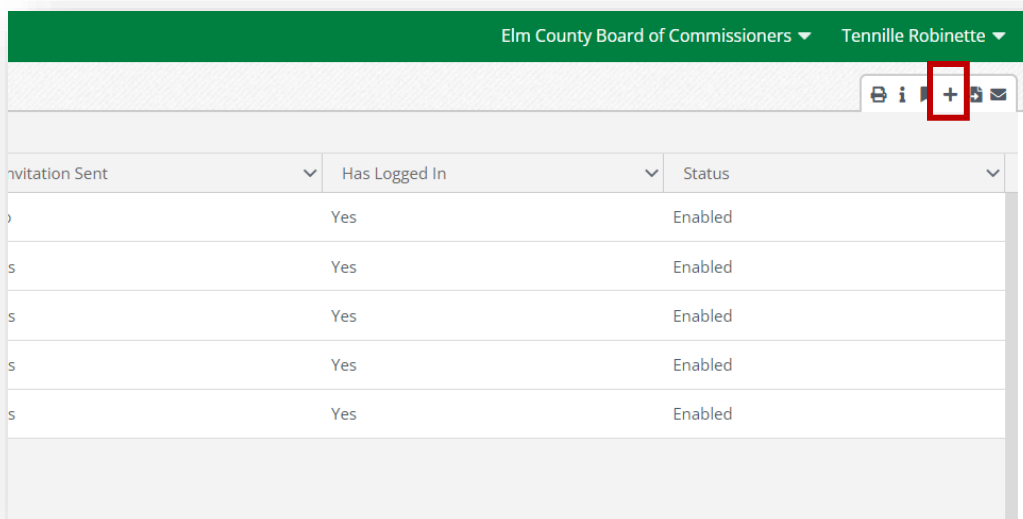 Elm County Board of Commissioners Tennille Robinette
nvitation Sent Has Logged In Status
Yes Enabled
s Yes Enabled
s Yes Enabled
s Yes Enabled
s Yes Enabled